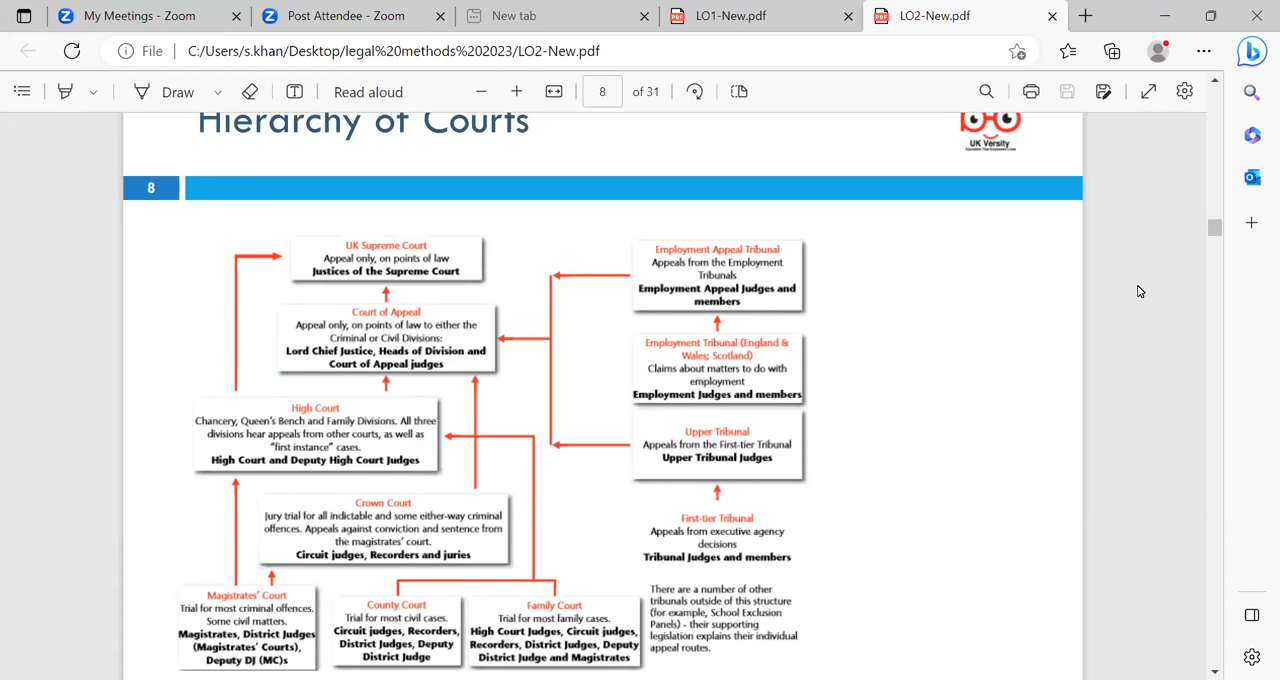 My Meetings - Zoom
Post Attendee - Zoom
New tab
LO1-New.pdf
LO2-New.pdf
File
C:/Users/s.khan/Desktop/legal%20methods%202023/LO2-New.pdf
Draw
Read aloud
8
of 31
Hierarchy of Courts
UK Versity
8
UK Supreme Court
Appeal only, on points of law
Justices of the Supreme Court
Court of Appeal
Appeal only, on points of law to either the
Criminal or Civil Divisions:
Lord Chief Justice, Heads of Division and
Court of Appeal judges
High Court
Chancery, Queen's Bench and Family Divisions. All three
divisions hear appeals from other courts, as well as
"first instance" cases.
High Court and Deputy High Court Judges
Crown Court
Jury trial for all indictable and some either-way criminal
offences. Appeals against conviction and sentence from
the magistrates' court.
Circuit judges, Recorders and juries
Magistrates' Court
Trial for most criminal offences.
Some civil matters.
Magistrates, District Judges
(Magistrates' Courts),
Deputy DJ (MC)s
County Court
Trial for most civil cases.
Circuit judges, Recorders,
District Judges, Deputy
District Judge
Family Court
Trial for most family cases.
High Court Judges, Circuit judges,
Recorders, District Judges, Deputy
District Judge and Magistrates
Employment Appeal Tribunal
Appeals from the Employment
Tribunals
Employment Appeal Judges and
members
Employment Tribunal (England &
Wales; Scotland)
Claims about matters to do with
employment
Employment Judges and members
Upper Tribunal
Appeals from the First-tier Tribunal
Upper Tribunal Judges
First-tier Tribunal
Appeals from executive agency
decisions
Tribunal Judges and members
There are a number of other
tribunals outside of this structure
(for example, School Exclusion
Panels) - their supporting
legislation explains their individual
appeal routes.